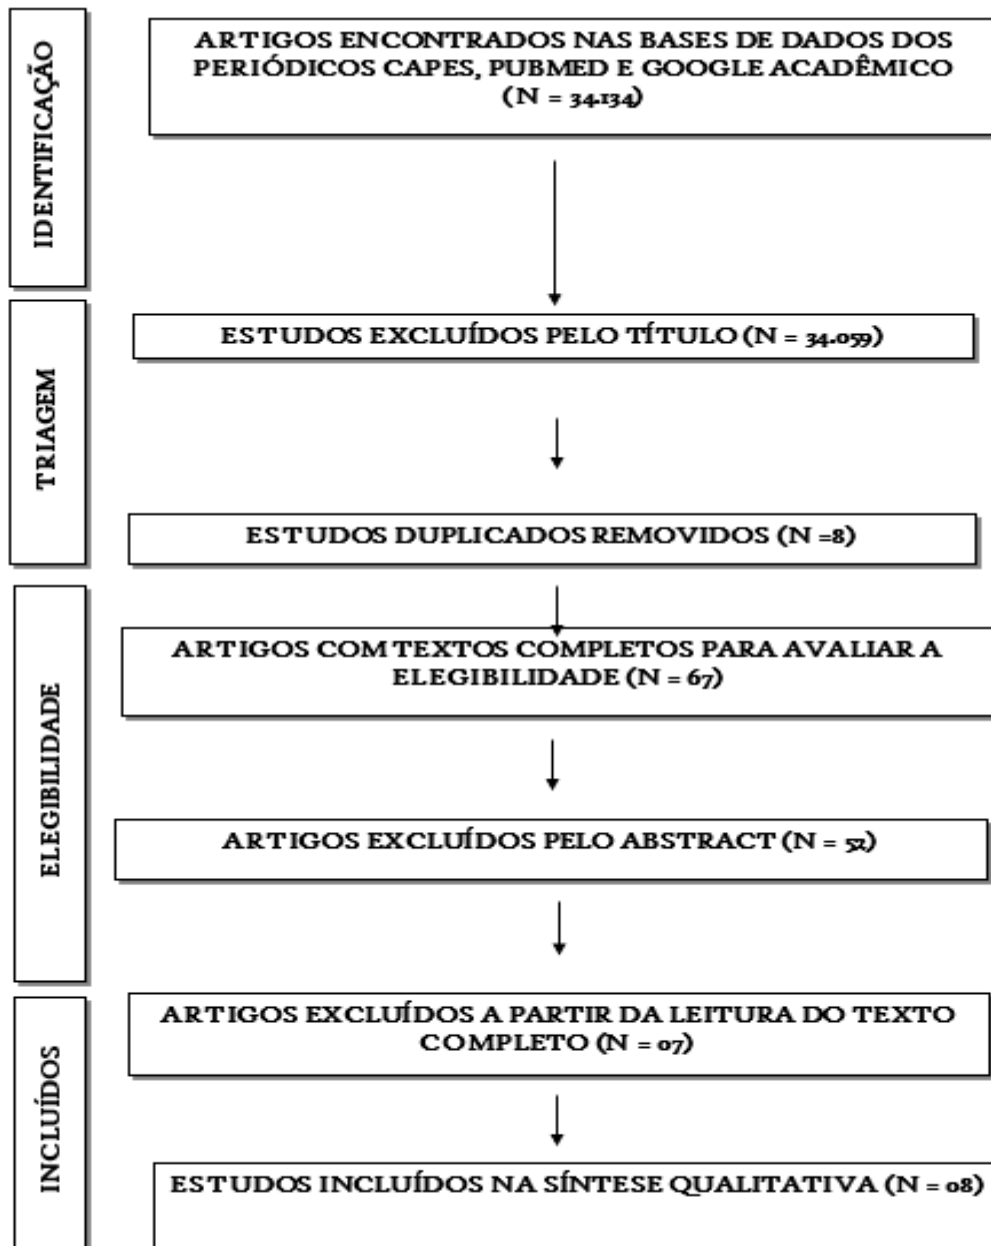 IDENTIFICAÇÃO
ARTIGOS ENCONTRADOS NAS BASES DE DADOS DOS
PERIÓDICOS CAPES, PUBMED E GOOGLE ACADÊMICO
(N = 34.134)
TRIAGEM
ESTUDOS EXCLUÍDOS PELO TÍTULO (N = 34.059)
ESTUDOS DUPLICADOS REMOVIDOS (N =8)
ELEGIBILIDADE
ARTIGOS COM TEXTOS COMPLETOS PARA AVALIAR A
ELEGIBILIDADE (N = 67)
ARTIGOS EXCLUÍDOS PELO ABSTRACT (N = 52)
INCLUÍDOS
ARTIGOS EXCLUÍDOS A PARTIR DA LEITURA DO TEXTO
COMPLETO (N = 07)
ESTUDOS INCLUÍDOS NA SÍNTESE QUALITATIVA (N = 08)